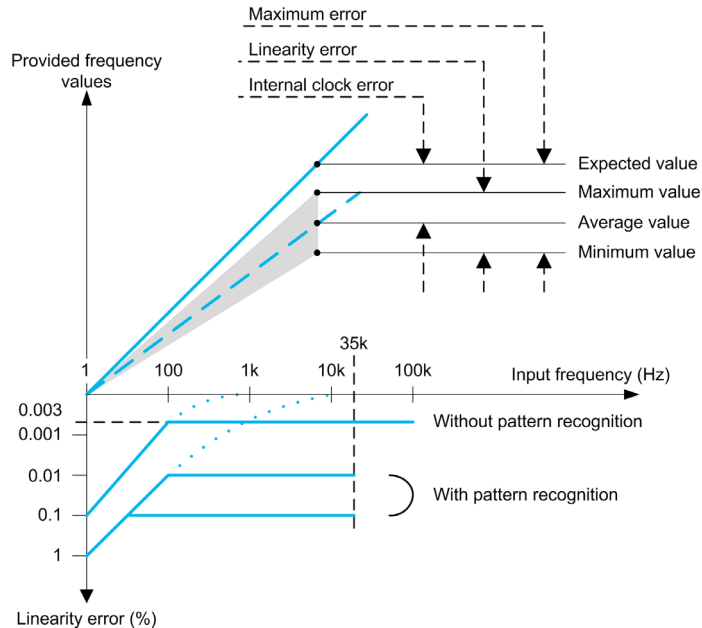 Maximum error
Linearity error
Internal clock error
Provided frequency
values
Expected value
Maximum value
Average value
Minimum value
35k
1 100 1k 10k 100k
Input frequency (Hz)
0.003
0.001
Without pattern recognition
0.01
With pattern recognition
0.1
1
Linearity error (%)